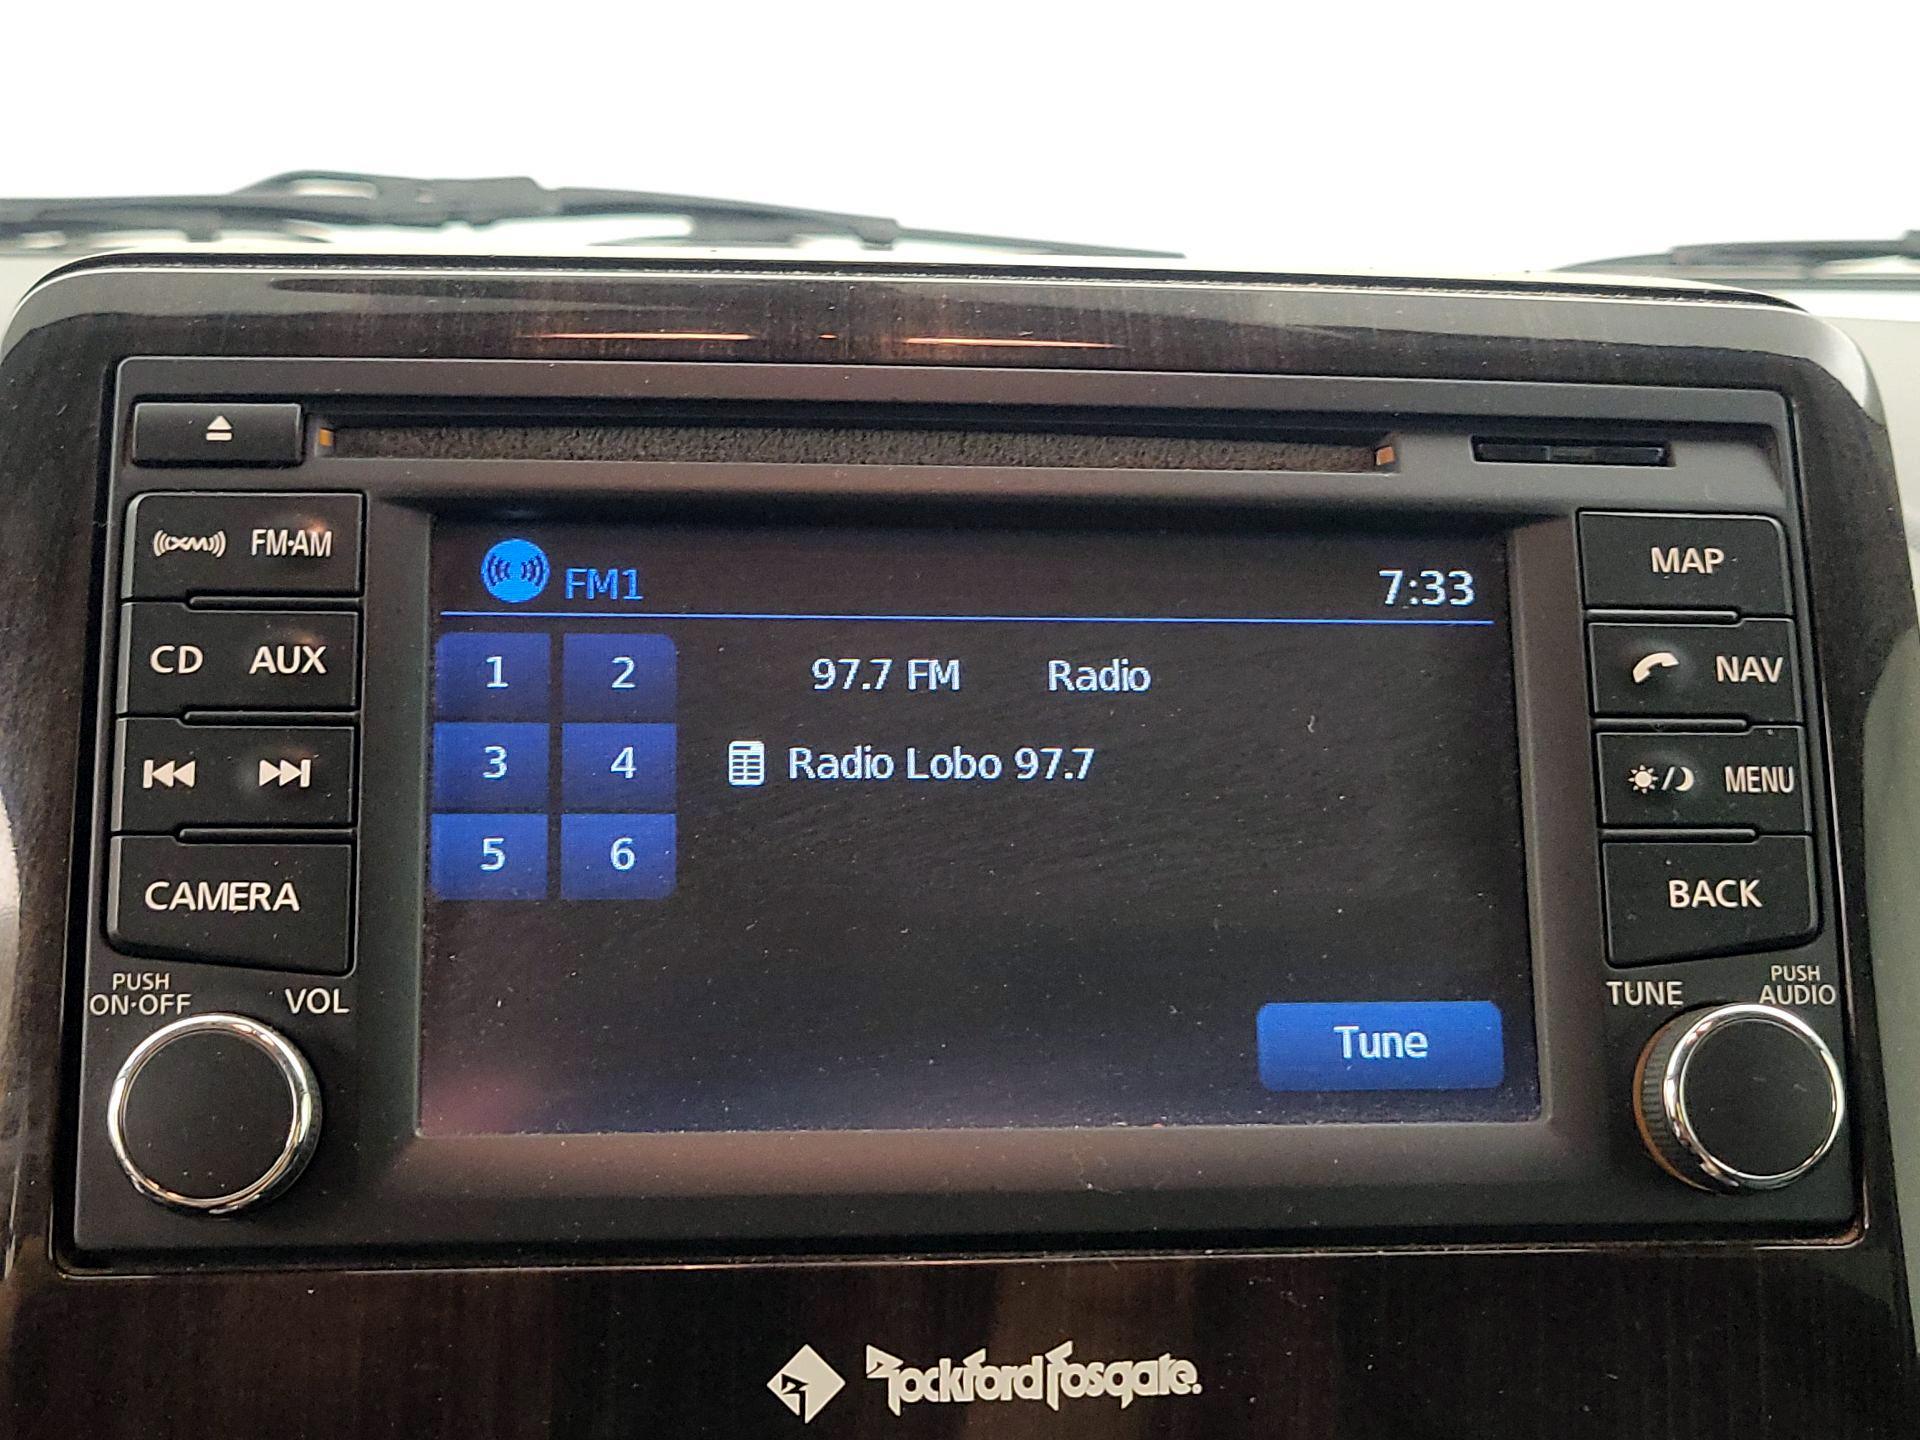 ((XM)) FM·AM
CD AUX
CAMERA
PUSH
ON·OFF
VOL
FM1
7:33
1 2
3 4
5 6
97.7 FM Radio
Radio Lobo 97.7
Tune
MAP
NAV
MENU
BACK
TUNE
PUSH
AUDIO
Rockford Fosgate.